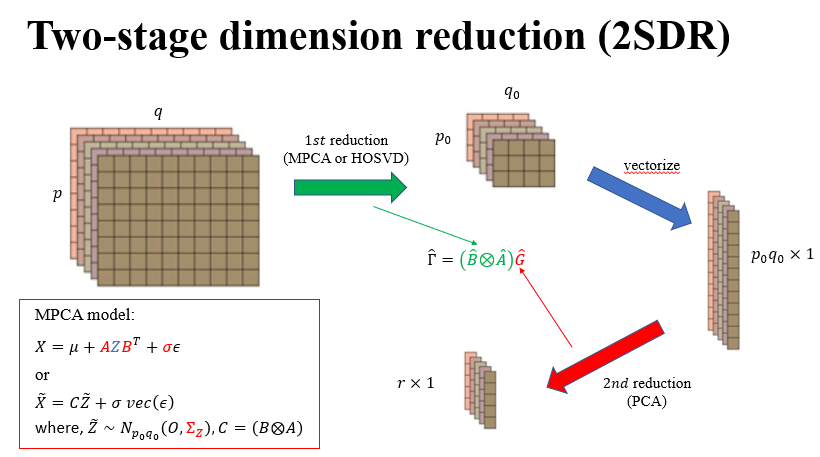 Two-stage dimension reduction (2SDR)
q
p
1st reduction
(MPCA or HOSVD)
q₀
p₀
vectorize
p₀q₀ × 1
Γ̂ = (B̂⊗Â)Ĝ
MPCA model:
X = μ + AZBᵀ + σϵ
or
X̃ = CZ̃ + σ vec(ϵ)
where, Z̃ ~ N_{p₀q₀}(O, Σ_Z), C = (B⊗A)
r × 1
2nd reduction
(PCA)